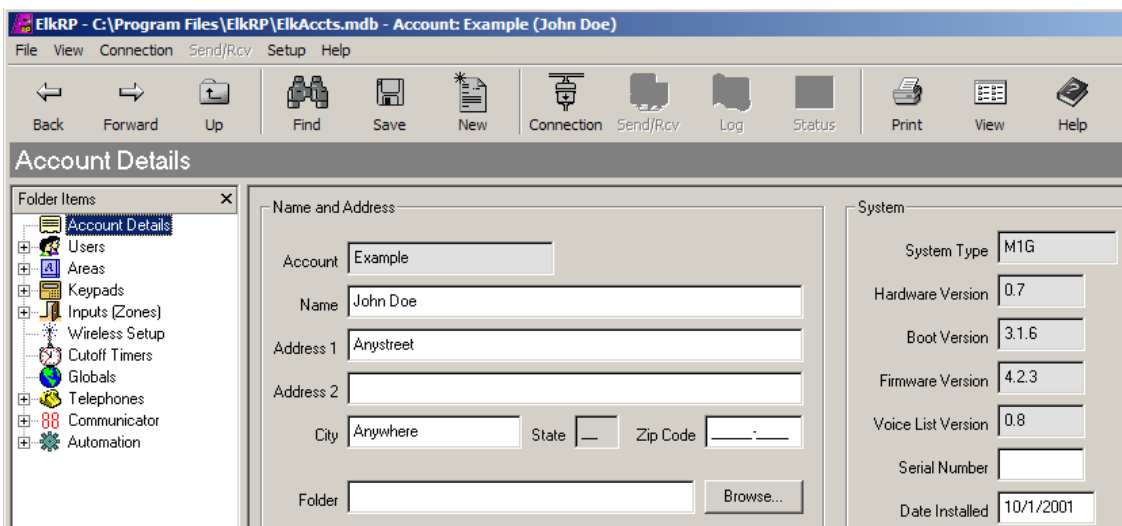 ElkRP - C:\Program Files\ElkRP\ElkAccts.mdb - Account: Example (John Doe)
File View Connection Send/Rcv Setup Help
Back Forward Up Find Save New Connection Send/Rcv Log Status Print View Help
Account Details
Folder Items
Account Details
Users
Areas
Keypads
Inputs (Zones)
Wireless Setup
Cutoff Timers
Globals
Telephones
Communicator
Automation
Name and Address
Account Example
Name John Doe
Address 1 Anystreet
Address 2
City Anywhere State __ Zip Code _____-____
Folder Browse...
System
System Type M1G
Hardware Version 0.7
Boot Version 3.1.6
Firmware Version 4.2.3
Voice List Version 0.8
Serial Number
Date Installed 10/1/2001